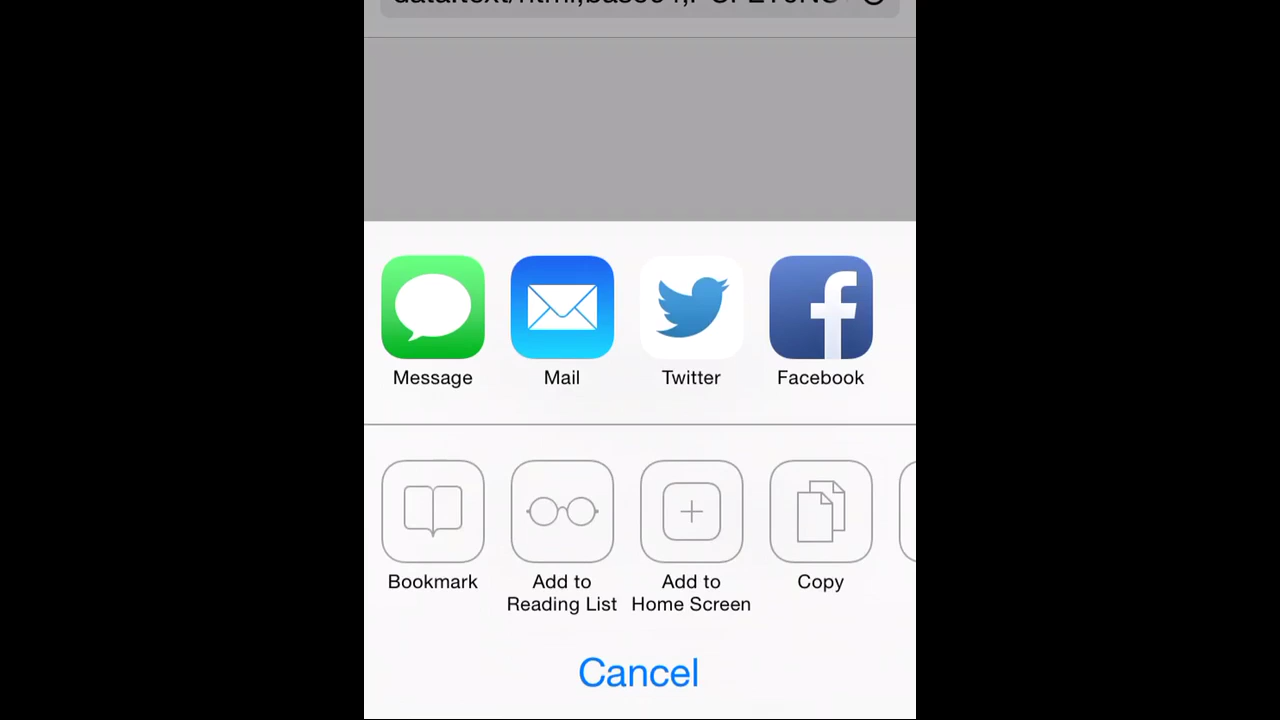 Message
Mail
Twitter
Facebook
Bookmark
Add to
Reading List
Add to
Home Screen
Copy
Cancel